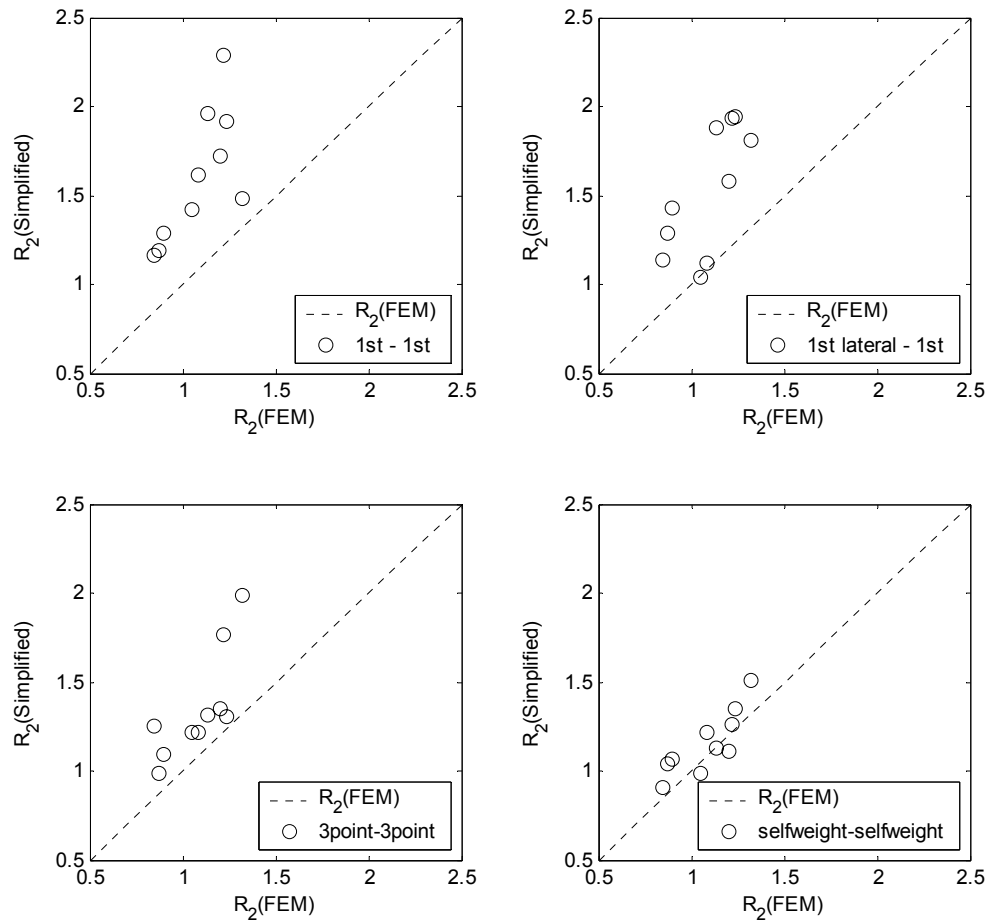 2.5
2
1.5
1
0.5
R2(Simplified)
R2(FEM)
1st - 1st
0.5 1 1.5 2 2.5
R2(FEM)
2.5
2
1.5
1
0.5
R2(Simplified)
R2(FEM)
1st lateral - 1st
0.5 1 1.5 2 2.5
R2(FEM)
2.5
2
1.5
1
0.5
R2(Simplified)
R2(FEM)
3point-3point
0.5 1 1.5 2 2.5
R2(FEM)
2.5
2
1.5
1
0.5
R2(Simplified)
R2(FEM)
selfweight-selfweight
0.5 1 1.5 2 2.5
R2(FEM)